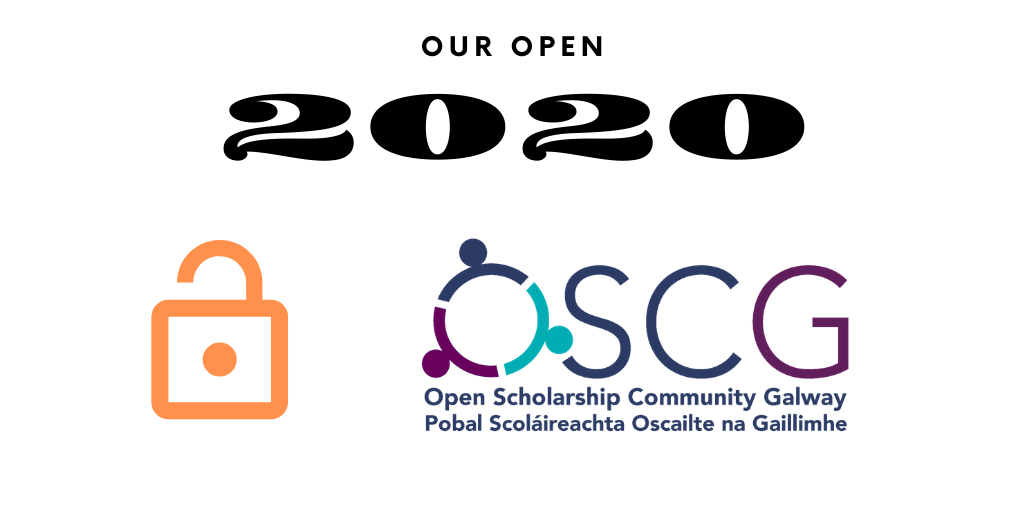 OUR OPEN
2020
OSCG
Open Scholarship Community Galway
Pobal Scoláireachta Oscailte na Gaillimhe